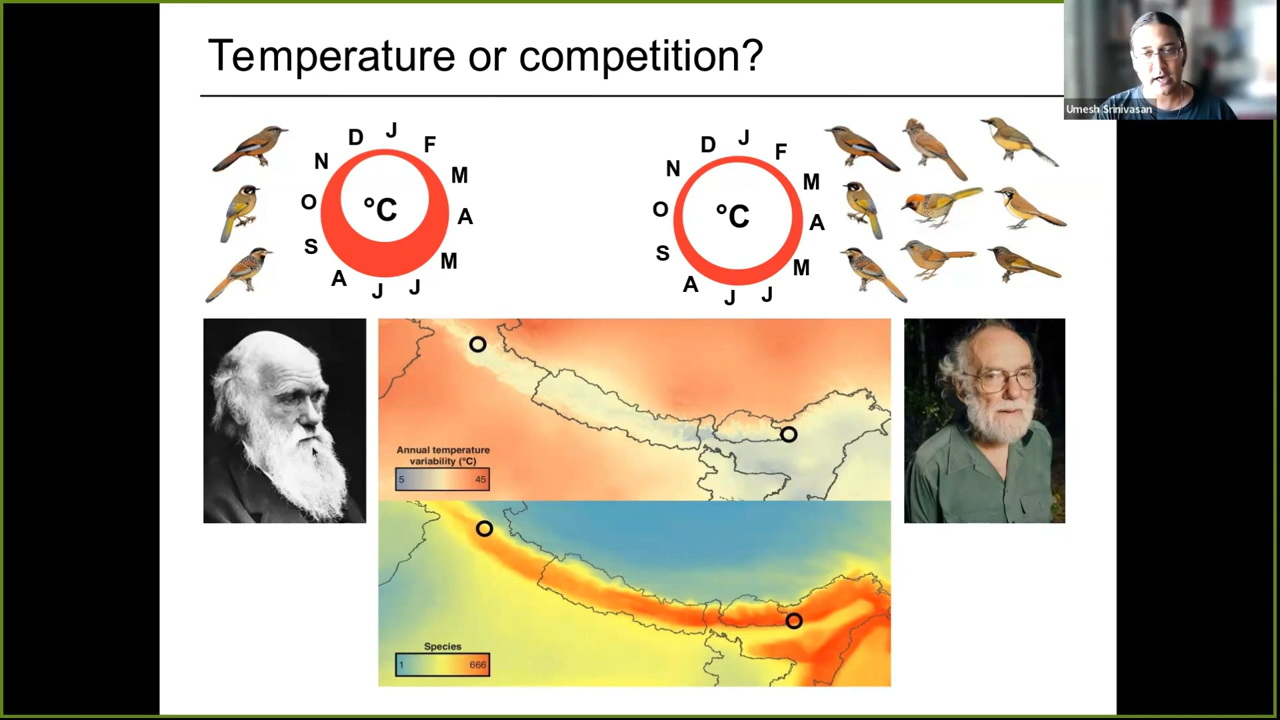 Temperature or competition?
Umesh Srinivasan
J
F
M
A
M
J
J
A
S
O
N
D
°C
J
F
M
A
M
J
J
A
S
O
N
D
°C
Annual temperature
variability (°C)
5 45
Species
1 666